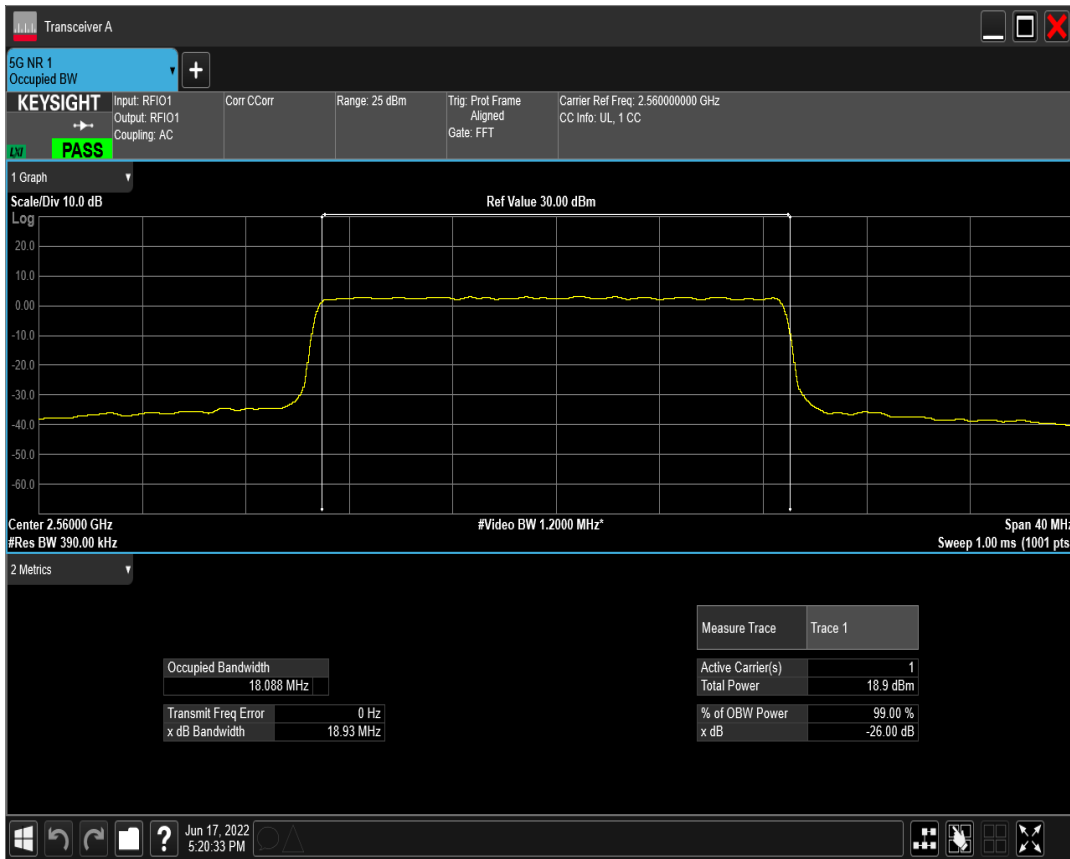 Transceiver A
5G NR 1
Occupied BW
KEYSIGHT
LXI
PASS
Input: RFIO1
Output: RFIO1
Coupling: AC
Corr CCorr
Range: 25 dBm
Trig: Prot Frame
Aligned
Gate: FFT
Carrier Ref Freq: 2.560000000 GHz
CC Info: UL, 1 CC
1 Graph
Scale/Div 10.0 dB
Ref Value 30.00 dBm
Log
20.0
10.0
0.00
-10.0
-20.0
-30.0
-40.0
-50.0
-60.0
Center 2.56000 GHz
#Video BW 1.2000 MHz*
Span 40 MHz
#Res BW 390.00 kHz
Sweep 1.00 ms (1001 pts
2 Metrics
Measure Trace Trace 1
Occupied Bandwidth
18.088 MHz
Active Carrier(s) 1
Total Power 18.9 dBm
Transmit Freq Error 0 Hz
x dB Bandwidth 18.93 MHz
% of OBW Power 99.00 %
x dB -26.00 dB
?
Jun 17, 2022
5:20:33 PM